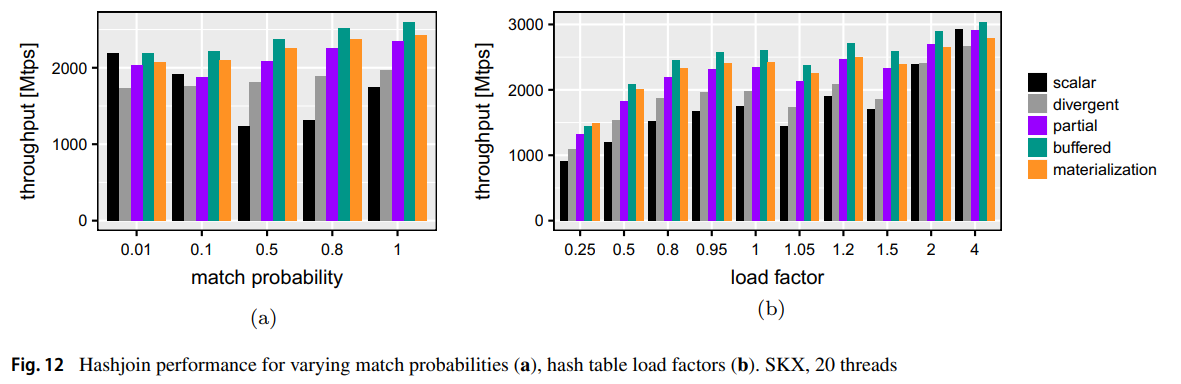 throughput [Mtps]
2000
1000
0
0.01 0.1 0.5 0.8 1
match probability
(a)
throughput [Mtps]
3000
2000
1000
0
0.25 0.5 0.8 0.95 1 1.05 1.2 1.5 2 4
load factor
(b)
scalar
divergent
partial
buffered
materialization
Fig. 12 Hashjoin performance for varying match probabilities (a), hash table load factors (b). SKX, 20 threads